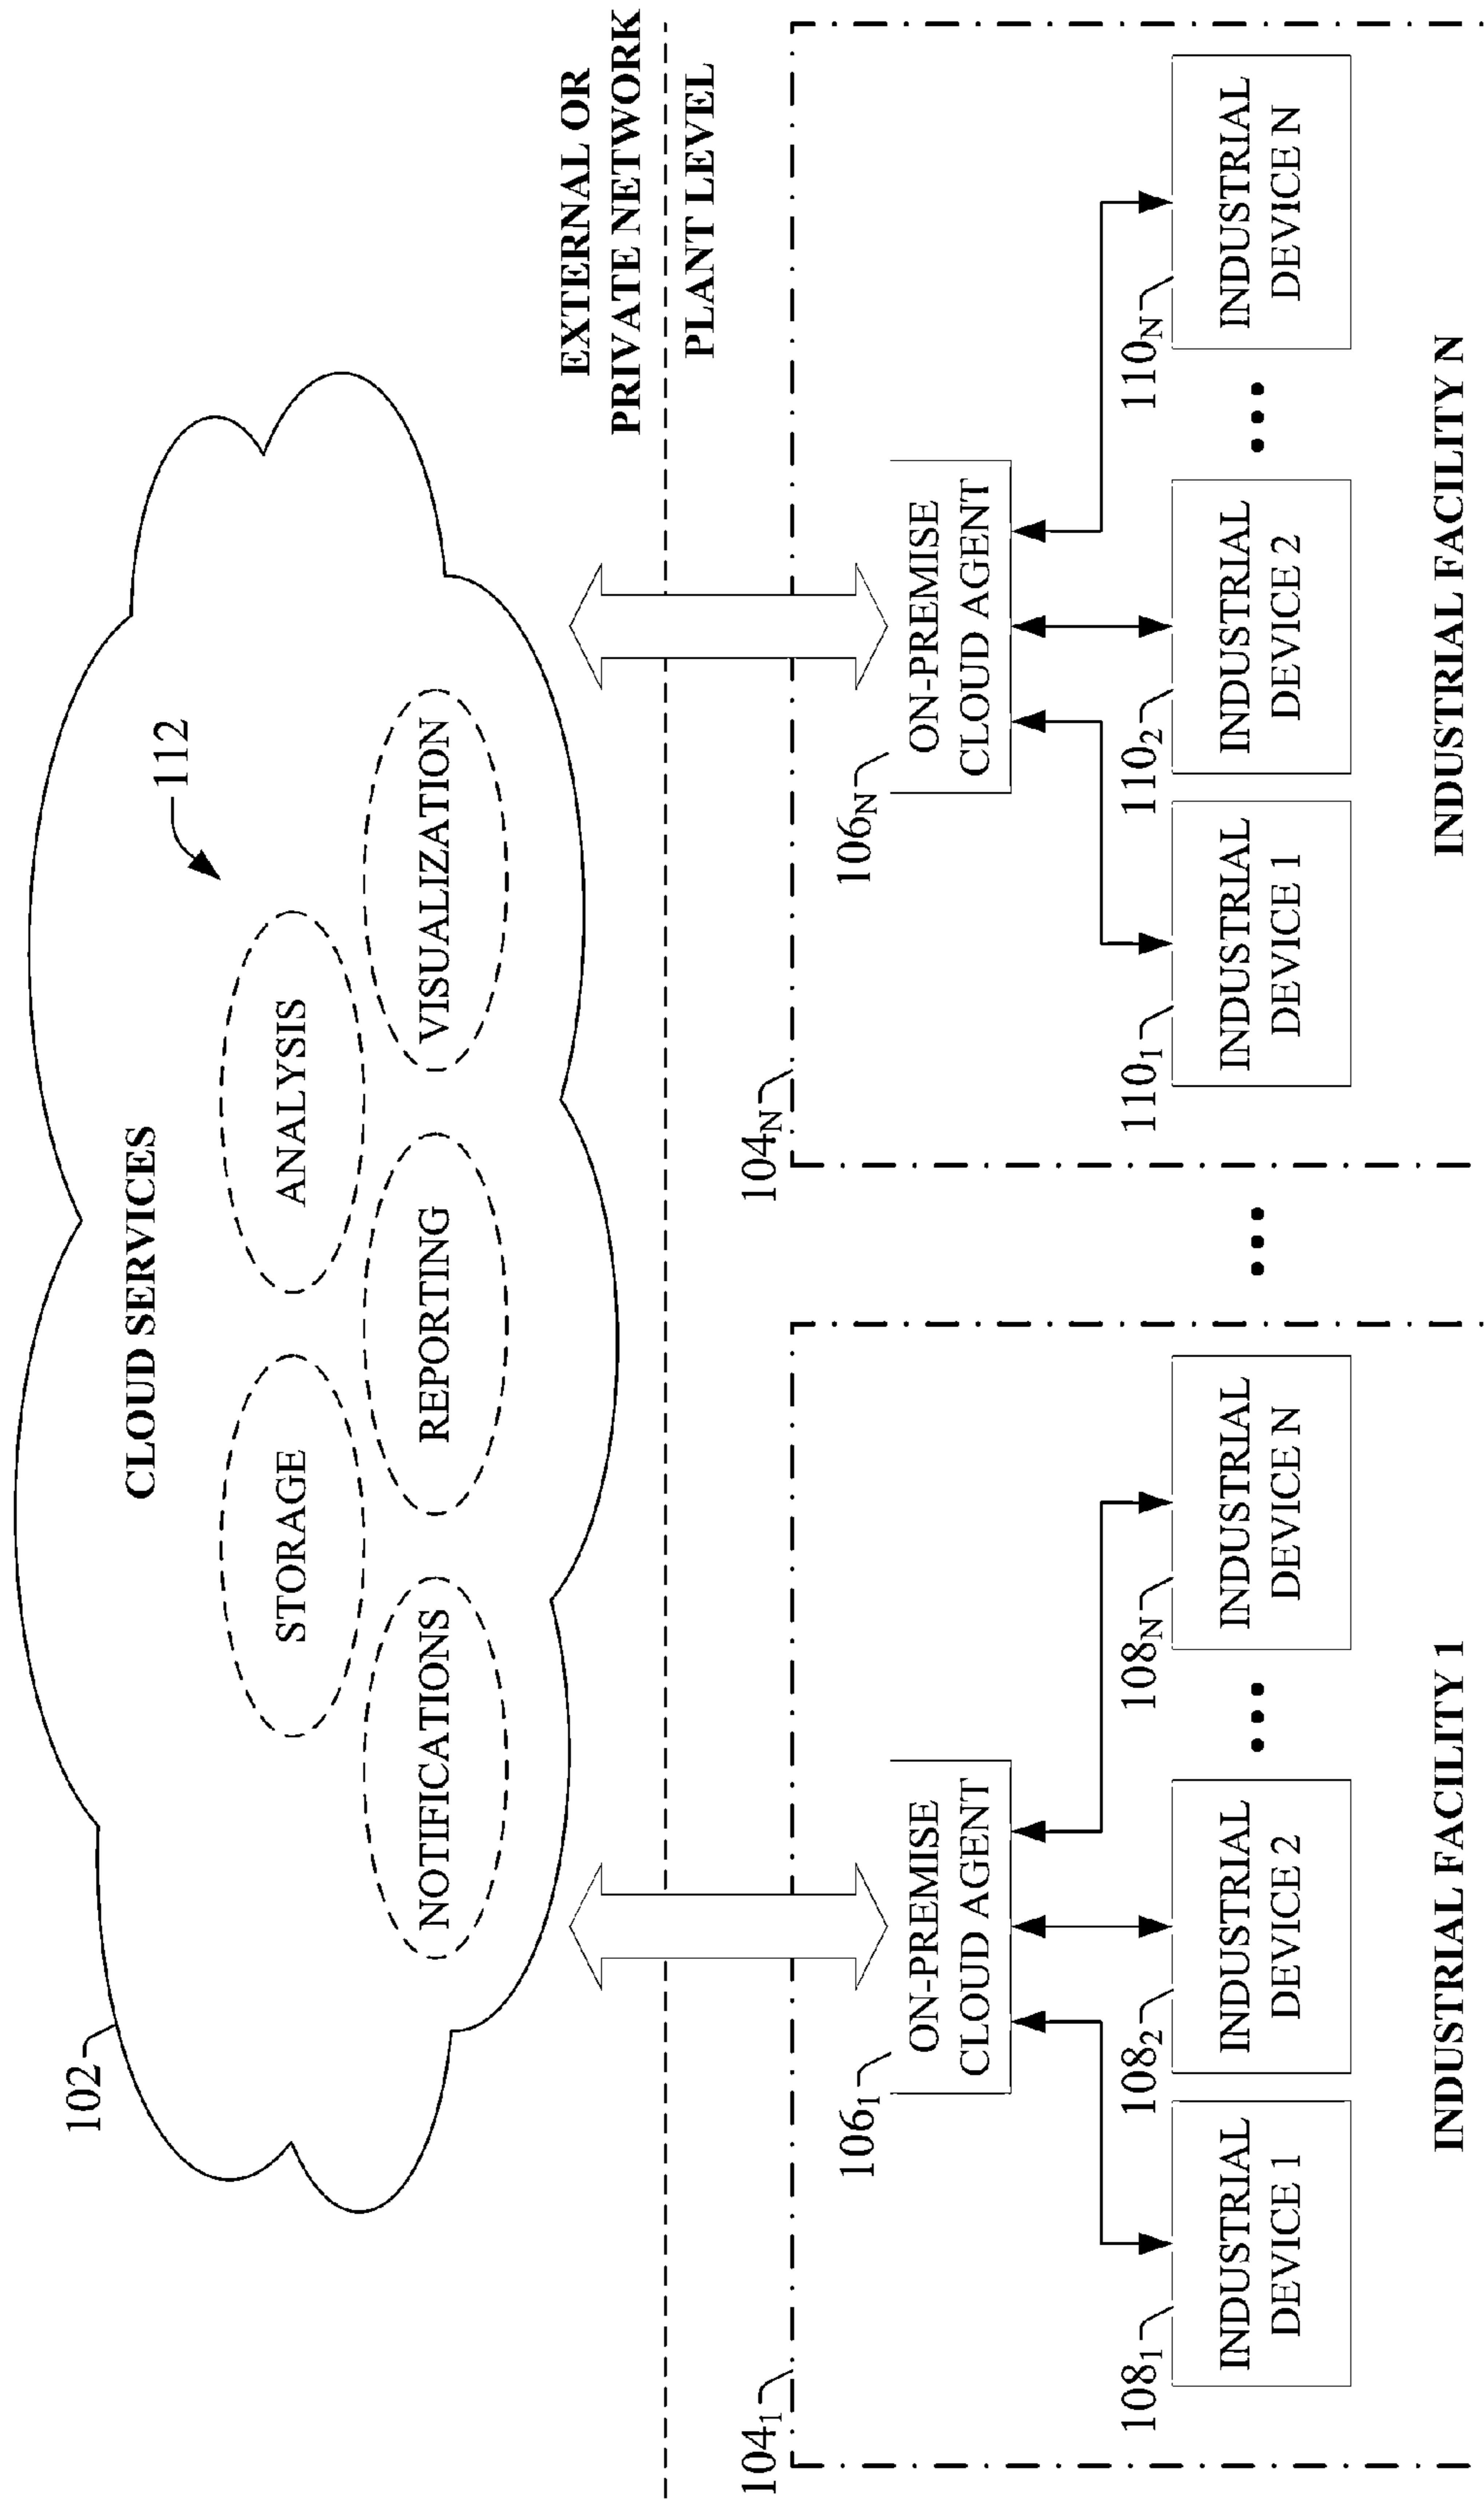 102
CLOUD SERVICES
112
STORAGE
ANALYSIS
NOTIFICATIONS
REPORTING
VISUALIZATION
EXTERNAL OR
PRIVATE NETWORK
PLANT LEVEL
104₁
106₁
ON-PREMISE
CLOUD AGENT
108₁
108₂
108N
INDUSTRIAL
DEVICE 1
INDUSTRIAL
DEVICE 2
•••
INDUSTRIAL
DEVICE N
INDUSTRIAL FACILITY 1
•••
104N
106N
ON-PREMISE
CLOUD AGENT
110₁
110₂
110N
INDUSTRIAL
DEVICE 1
INDUSTRIAL
DEVICE 2
•••
INDUSTRIAL
DEVICE N
INDUSTRIAL FACILITY N